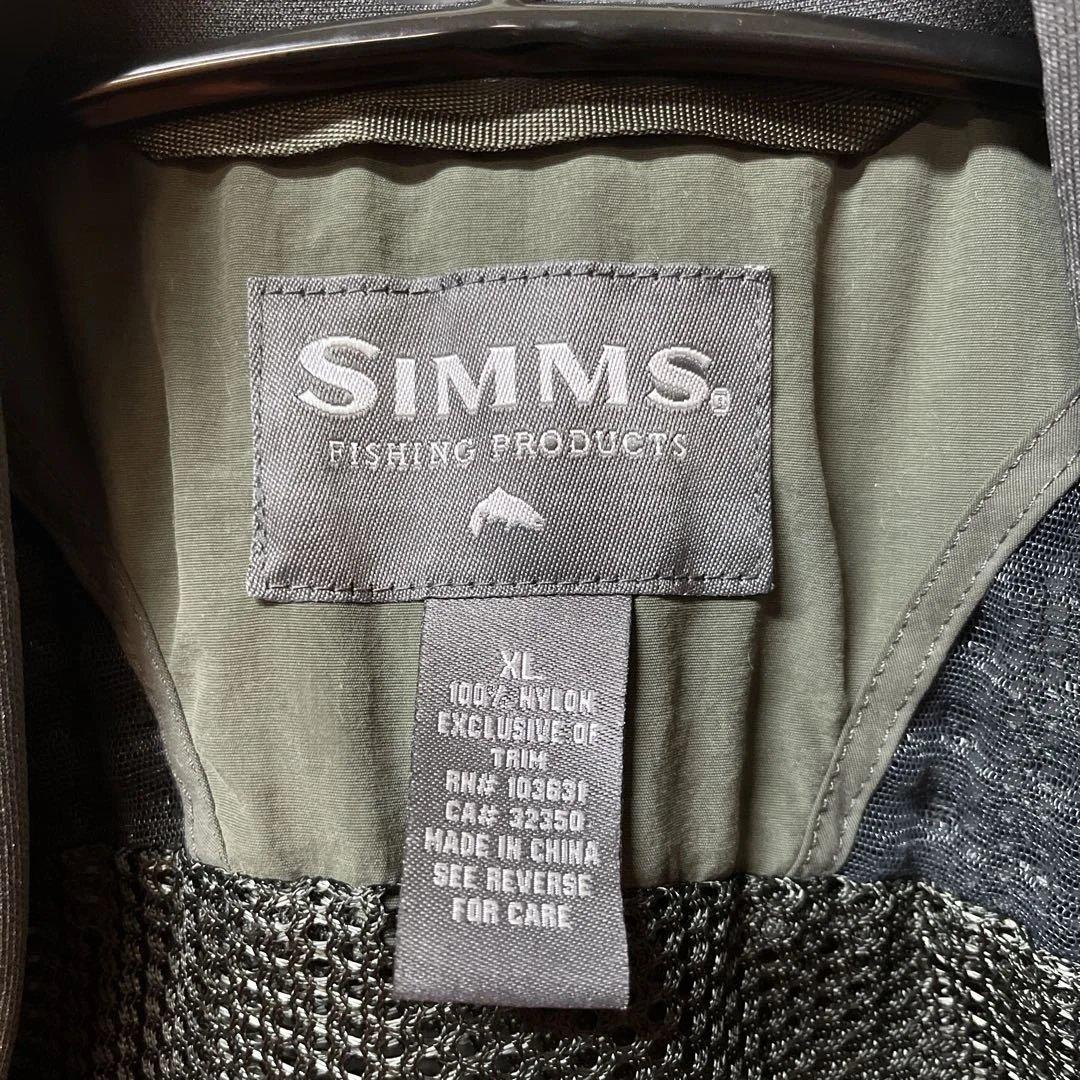 SIMMS®
FISHING PRODUCTS
XL
100% NYLON
EXCLUSIVE OF
TRIM
RN# 103631
CA# 32350
MADE IN CHINA
SEE REVERSE
FOR CARE